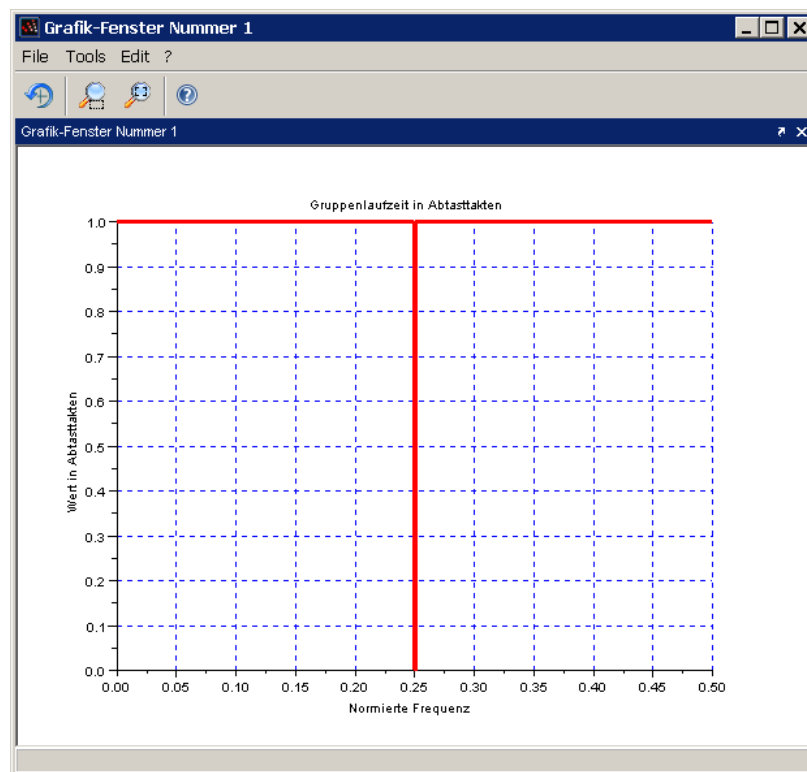 Grafik-Fenster Nummer 1
File Tools Edit ?
Grafik-Fenster Nummer 1
Gruppenlaufzeit in Abtasttakten
1.0
0.9
0.8
0.7
0.6
0.5
0.4
0.3
0.2
0.1
0.0
Wert in Abtasttakten
0.00 0.05 0.10 0.15 0.20 0.25 0.30 0.35 0.40 0.45 0.50
Normierte Frequenz